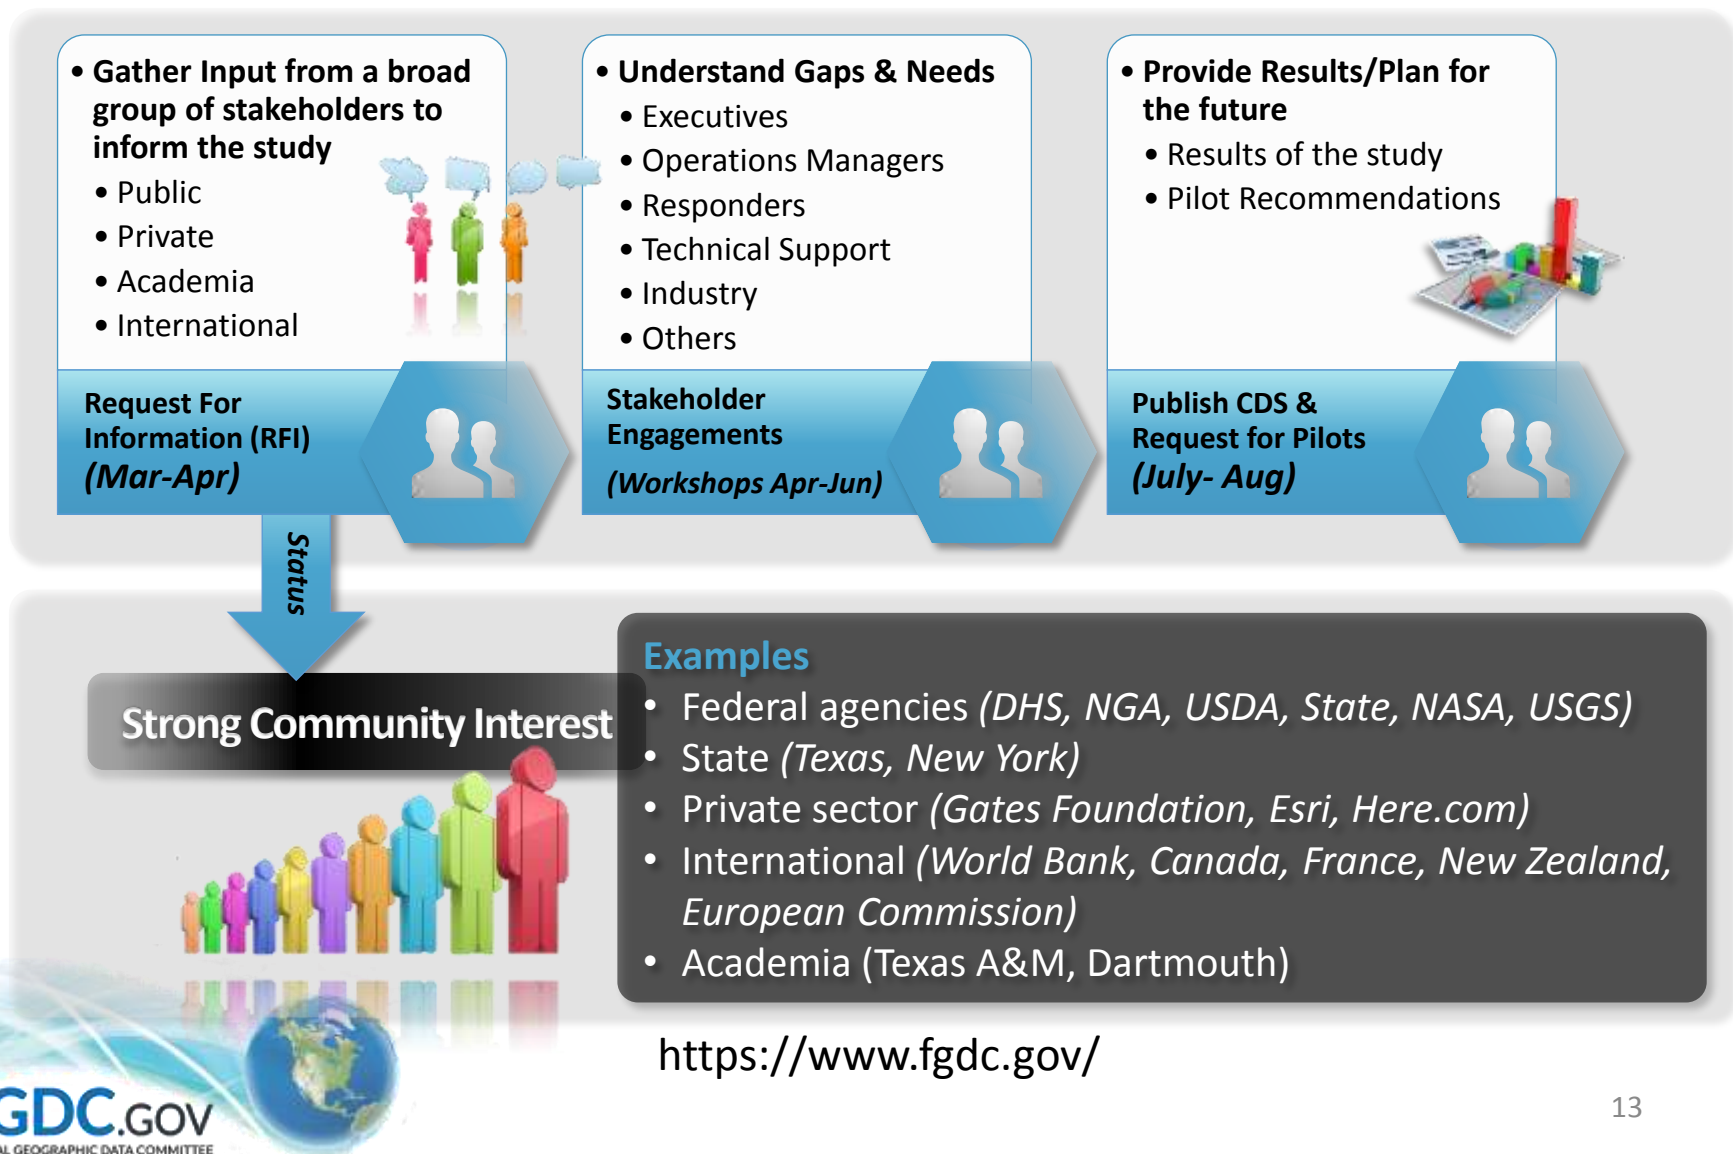 • Gather Input from a broad
group of stakeholders to
inform the study
• Public
• Private
• Academia
• International
Request For
Information (RFI)
(Mar-Apr)
• Understand Gaps & Needs
• Executives
• Operations Managers
• Responders
• Technical Support
• Industry
• Others
Stakeholder
Engagements
(Workshops Apr-Jun)
• Provide Results/Plan for
the future
• Results of the study
• Pilot Recommendations
Publish CDS &
Request for Pilots
(July- Aug)
Status
Strong Community Interest
Examples
• Federal agencies (DHS, NGA, USDA, State, NASA, USGS)
• State (Texas, New York)
• Private sector (Gates Foundation, Esri, Here.com)
• International (World Bank, Canada, France, New Zealand,
European Commission)
• Academia (Texas A&M, Dartmouth)
https://www.fgdc.gov/
GDC.GOV
AL GEOGRAPHIC DATA COMMITTEE
13